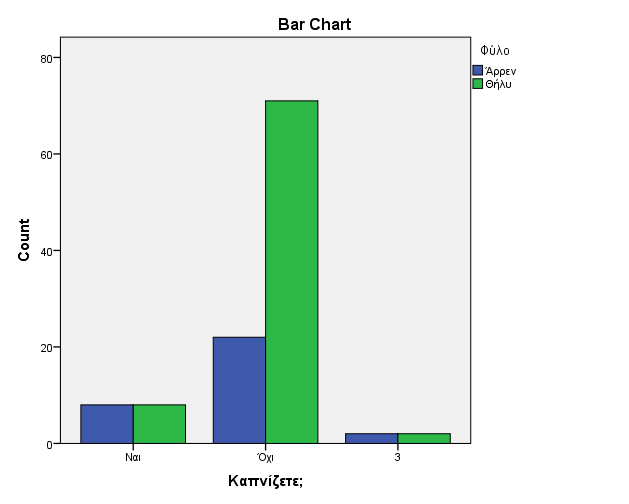 Bar Chart
Φύλο
Άρρεν
Θήλυ
80
60
40
20
0
Count
Ναι
Όχι
3
Καπνίζετε;